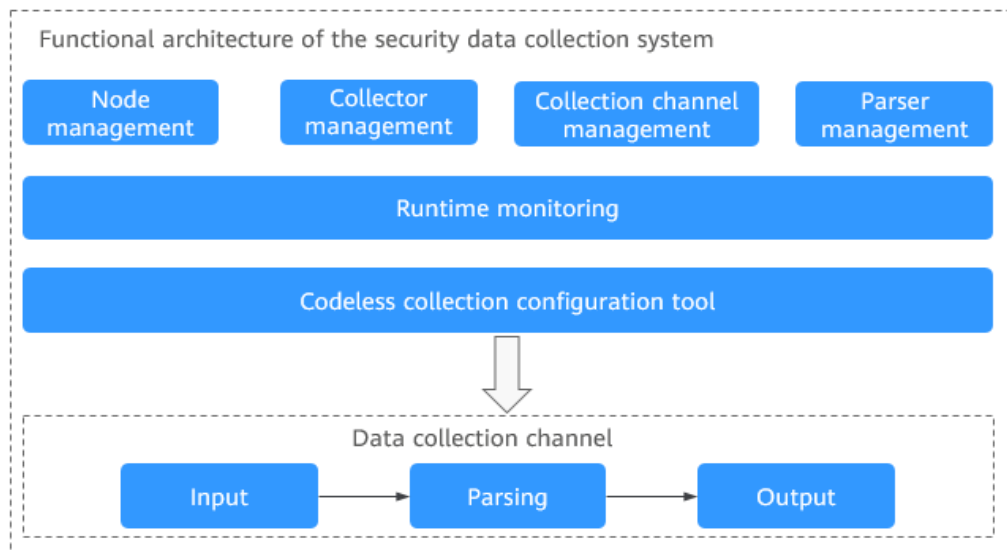 Functional architecture of the security data collection system
Node
management
Collector
management
Collection channel
management
Parser
management
Runtime monitoring
Codeless collection configuration tool
Data collection channel
Input
Parsing
Output